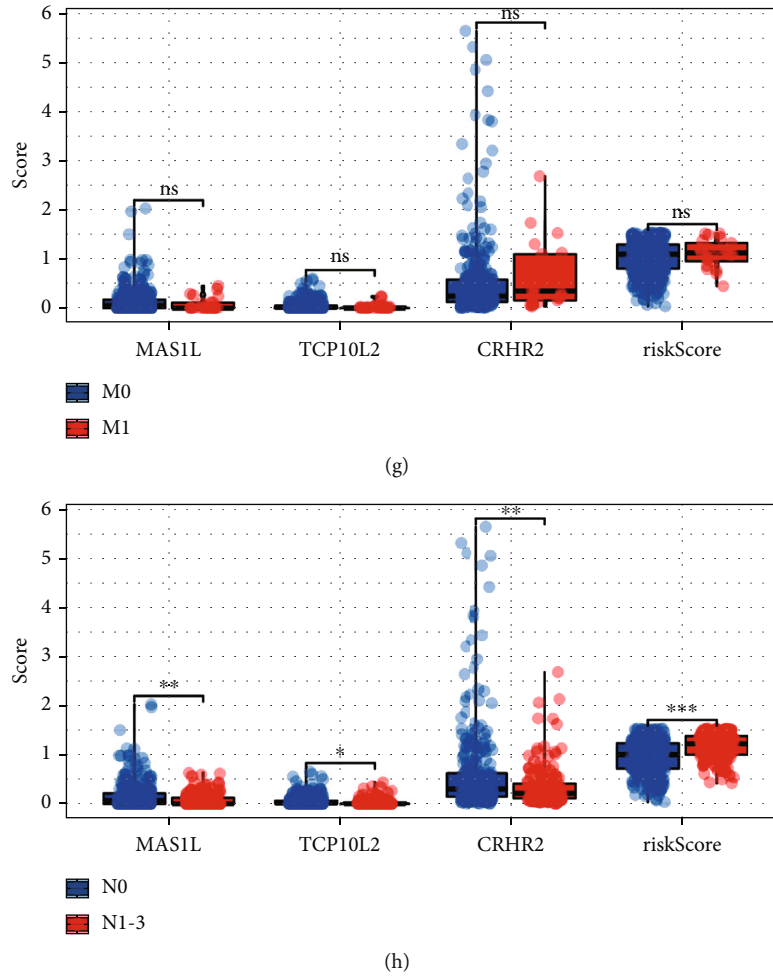 6
ns
5
4
3
ns
2
ns
ns
1
0
Score
MAS1L TCP10L2 CRHR2 riskScore
M0
M1
(g)
6
**
5
4
3
**
2
***
*
1
0
Score
MAS1L TCP10L2 CRHR2 riskScore
N0
N1-3
(h)